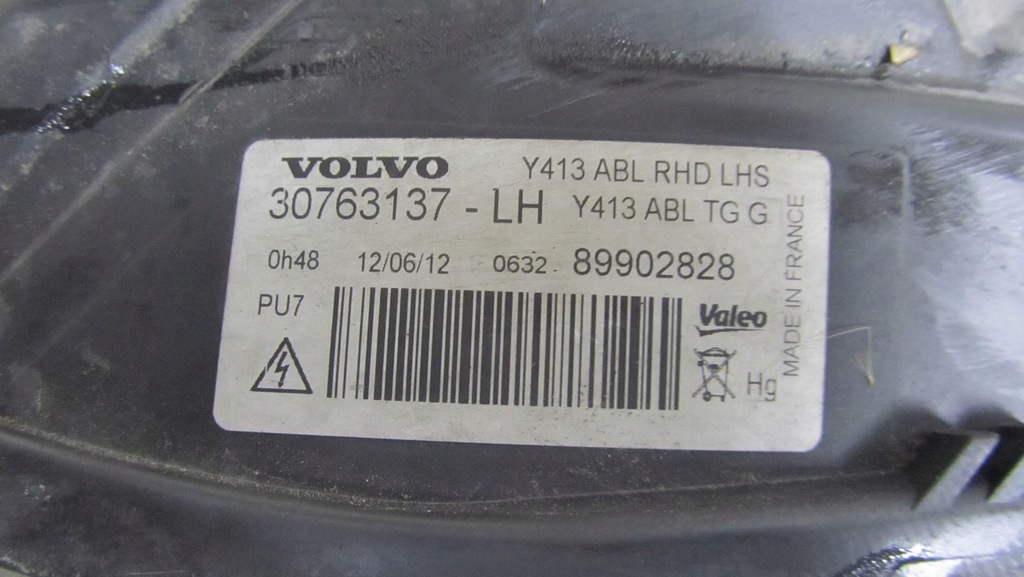 VOLVO Y413 ABL RHD LHS
30763137 - LH Y413 ABL TG G
0h48 12/06/12 0632 89902828
PU7
Valeo
Hg
MADE IN FRANCE